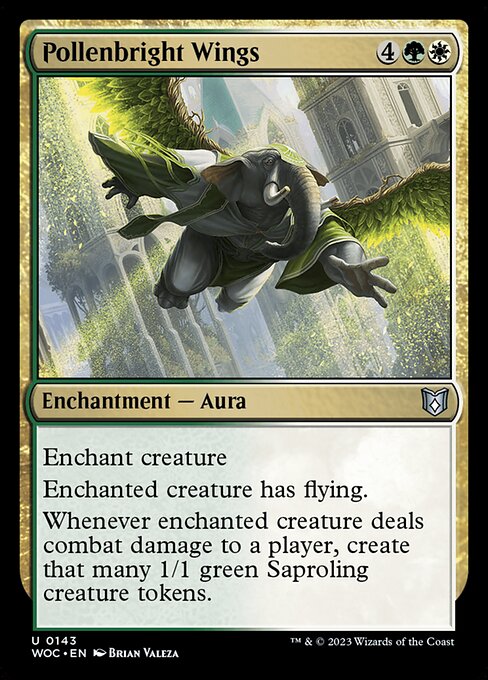 Pollenbright Wings 4
Enchantment — Aura
Enchant creature
Enchanted creature has flying.
Whenever enchanted creature deals
combat damage to a player, create
that many 1/1 green Saproling
creature tokens.
U 0143
WOC • EN Brian Valeza
™ & © 2023 Wizards of the Coast